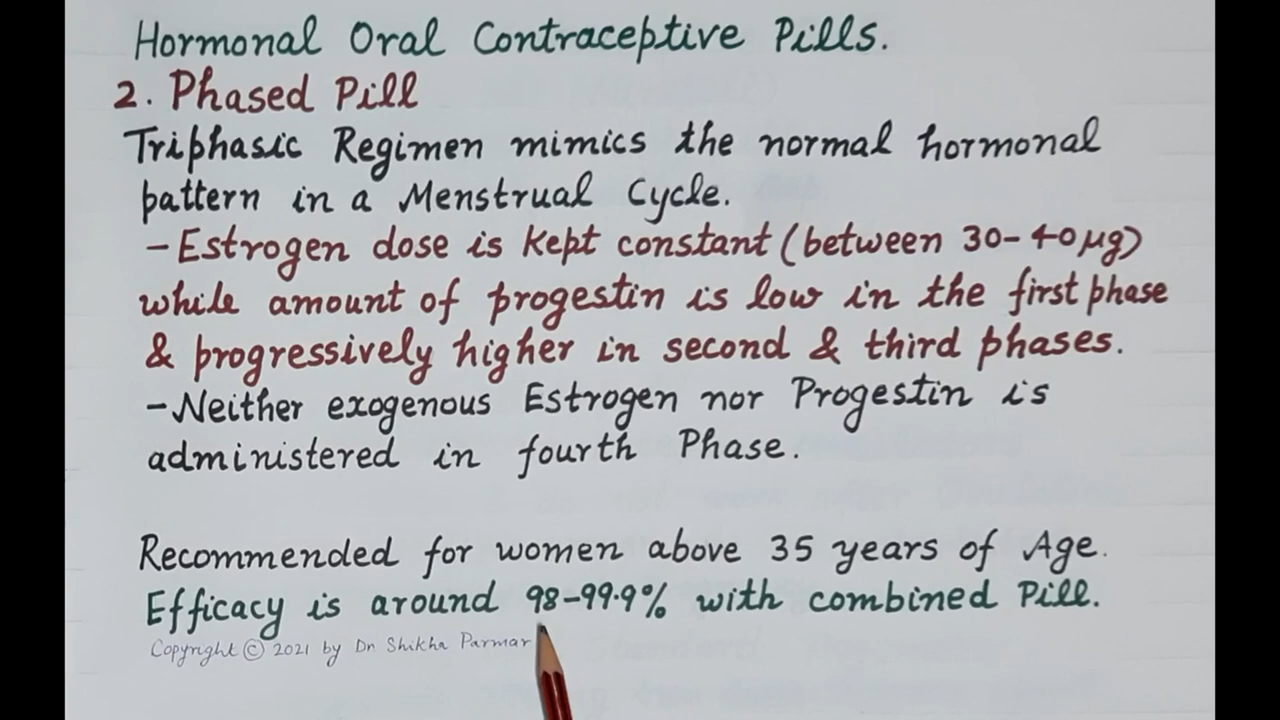 Hormonal Oral Contraceptive Pills.
2. Phased Pill
Triphasic Regimen mimics the normal hormonal
pattern in a Menstrual Cycle.
- Estrogen dose is kept constant (between 30-40 µg)
while amount of progestin is low in the first phase
& progressively higher in second & third phases.
- Neither exogenous Estrogen nor Progestin is
administered in fourth Phase.
Recommended for women above 35 years of Age.
Efficacy is around 98-99.9% with combined Pill.
Copyright © 2021 by Dr. Shikha Parmar